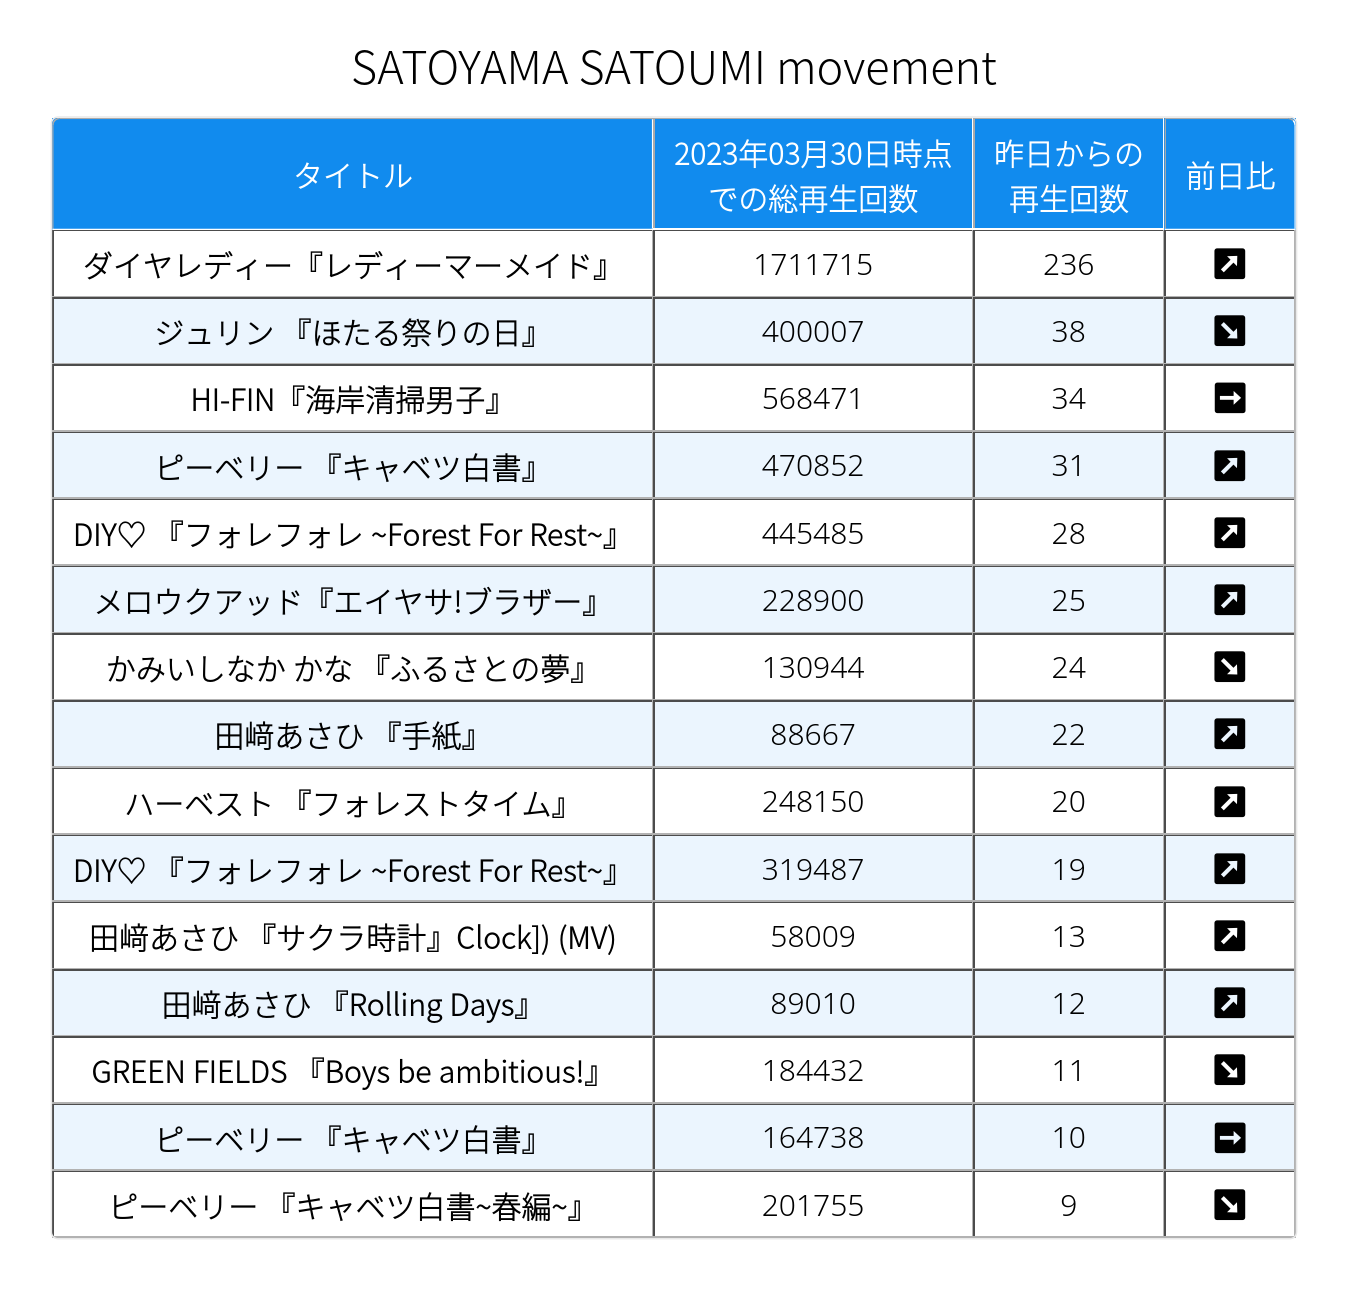 SATOYAMA SATOUMI movement
タイトル 2023年03月30日時点での総再生回数 昨日からの再生回数 前日比
ダイヤレディー『レディーマーメイド』 1711715 236 ↗
ジュリン 『ほたる祭りの日』 400007 38 ↘
HI-FIN『海岸清掃男子』 568471 34 →
ピーベリー 『キャベツ白書』 470852 31 ↗
DIY♡ 『フォレフォレ ~Forest For Rest~』 445485 28 ↗
メロウクアッド『エイヤサ!ブラザー』 228900 25 ↗
かみいしなか かな 『ふるさとの夢』 130944 24 ↘
田﨑あさひ 『手紙』 88667 22 ↗
ハーベスト 『フォレストタイム』 248150 20 ↗
DIY♡ 『フォレフォレ ~Forest For Rest~』 319487 19 ↗
田﨑あさひ 『サクラ時計』Clock]) (MV) 58009 13 ↗
田﨑あさひ 『Rolling Days』 89010 12 ↗
GREEN FIELDS 『Boys be ambitious!』 184432 11 ↘
ピーベリー 『キャベツ白書』 164738 10 →
ピーベリー 『キャベツ白書~春編~』 201755 9 ↘